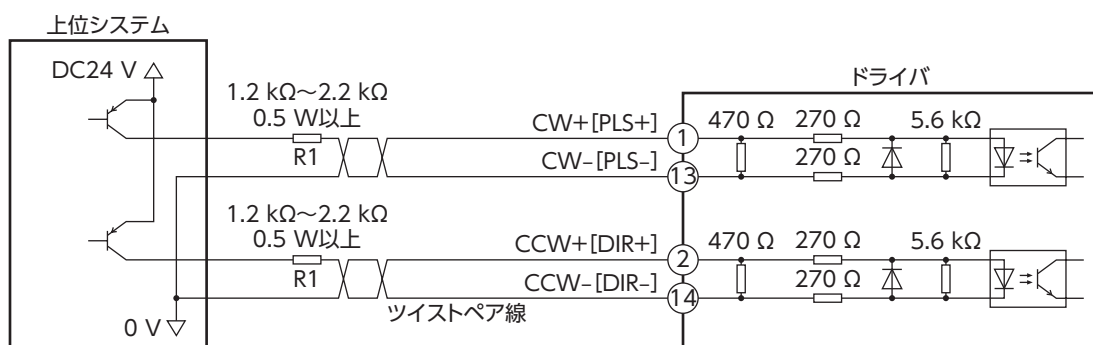 上位システム
DC24 V
ドライバ
1.2 kΩ～2.2 kΩ
0.5 W以上
R1
CW+[PLS+]
1
470 Ω
270 Ω
5.6 kΩ
CW–[PLS–]
13
270 Ω
1.2 kΩ～2.2 kΩ
0.5 W以上
R1
CCW+[DIR+]
2
470 Ω
270 Ω
5.6 kΩ
CCW–[DIR–]
14
270 Ω
ツイストペア線
0 V